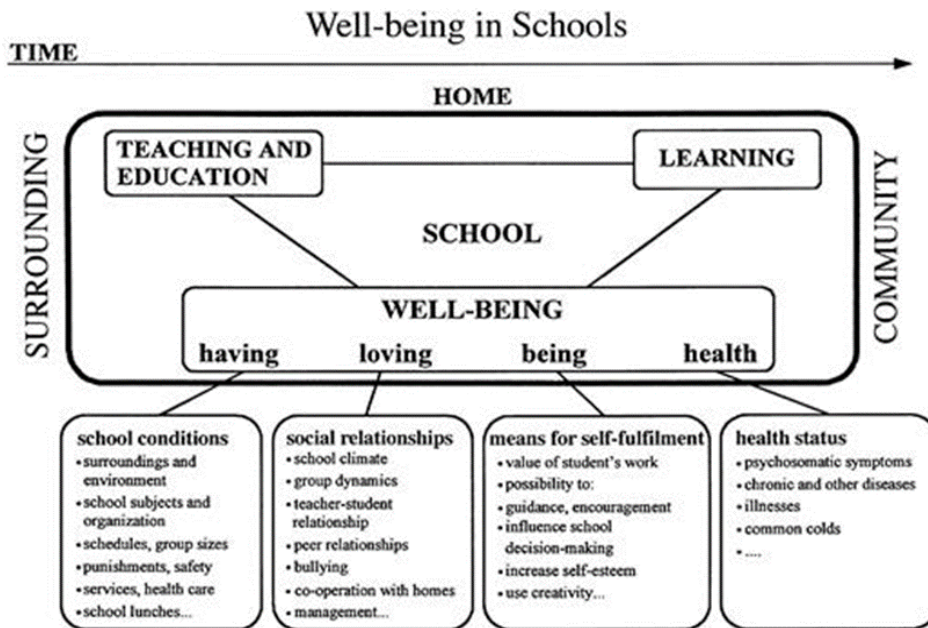 Well-being in Schools
TIME
HOME
SURROUNDING
COMMUNITY
TEACHING AND
EDUCATION
LEARNING
SCHOOL
WELL-BEING
having loving being health
school conditions
• surroundings and
environment
• school subjects and
organization
• schedules, group sizes
• punishments, safety
• services, health care
• school lunches...
social relationships
• school climate
• group dynamics
• teacher-student
relationship
• peer relationships
• bullying
• co-operation with homes
• management...
means for self-fulfilment
• value of student's work
• possibility to:
• guidance, encouragement
• influence school
decision-making
• increase self-esteem
• use creativity...
health status
• psychosomatic symptoms
• chronic and other diseases
• illnesses
• common colds
• ....